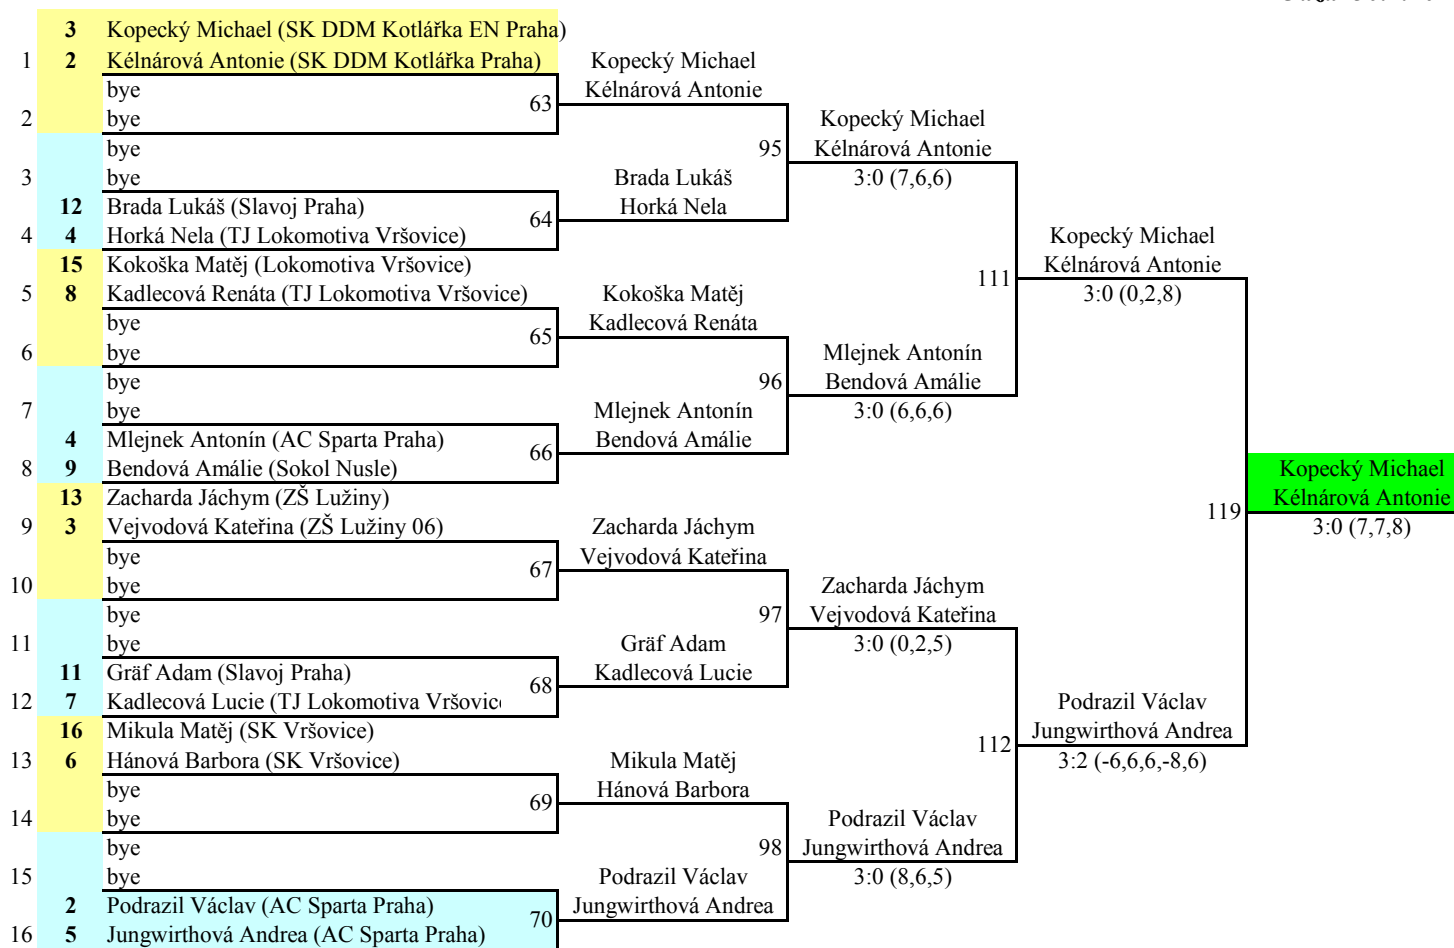 3 Kopecký Michael (SK DDM Kotlářka EN Praha)
1 2 Kélnárová Antonie (SK DDM Kotlářka Praha) Kopecký Michael
bye Kélnárová Antonie
63
2 bye Kopecký Michael
bye 95 Kélnárová Antonie
3 bye Brada Lukáš 3:0 (7,6,6)
12 Brada Lukáš (Slavoj Praha) 64 Horká Nela
4 4 Horká Nela (TJ Lokomotiva Vršovice) Kopecký Michael
15 Kokoška Matěj (Lokomotiva Vršovice) 111 Kélnárová Antonie
5 8 Kadlecová Renáta (TJ Lokomotiva Vršovice) Kokoška Matěj 3:0 (0,2,8)
bye Kadlecová Renáta
65
6 bye Mlejnek Antonín
bye 96 Bendová Amálie
7 bye Mlejnek Antonín 3:0 (6,6,6)
4 Mlejnek Antonín (AC Sparta Praha) 66 Bendová Amálie
8 9 Bendová Amálie (Sokol Nusle) Kopecký Michael
13 Zacharda Jáchym (ZŠ Lužiny) 119 Kélnárová Antonie
9 3 Vejvodová Kateřina (ZŠ Lužiny 06) Zacharda Jáchym 3:0 (7,7,8)
bye Vejvodová Kateřina
67
10 bye Zacharda Jáchym
bye 97 Vejvodová Kateřina
11 bye Gräf Adam 3:0 (0,2,5)
11 Gräf Adam (Slavoj Praha) 68 Kadlecová Lucie
12 7 Kadlecová Lucie (TJ Lokomotiva Vršovic Podrazil Václav
16 Mikula Matěj (SK Vršovice) 112 Jungwirthová Andrea
13 6 Hánová Barbora (SK Vršovice) Mikula Matěj 3:2 (-6,6,6,-8,6)
bye Hánová Barbora
69
14 bye Podrazil Václav
bye 98 Jungwirthová Andrea
15 bye Podrazil Václav 3:0 (8,6,5)
2 Podrazil Václav (AC Sparta Praha) 70 Jungwirthová Andrea
16 5 Jungwirthová Andrea (AC Sparta Praha)